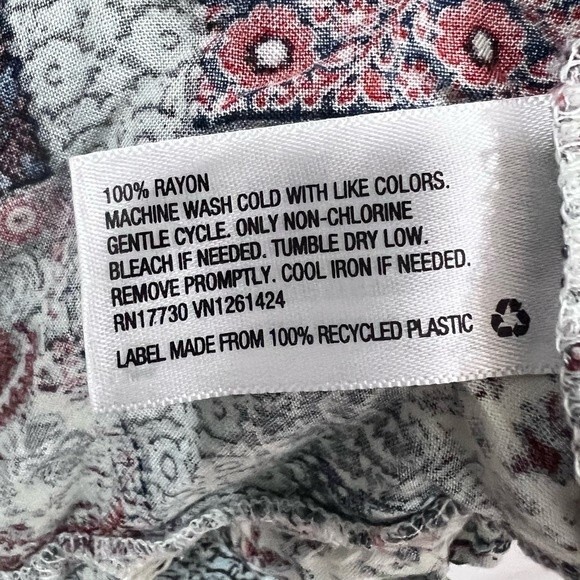 100% RAYON
MACHINE WASH COLD WITH LIKE COLORS.
GENTLE CYCLE. ONLY NON-CHLORINE
BLEACH IF NEEDED. TUMBLE DRY LOW.
REMOVE PROMPTLY. COOL IRON IF NEEDED.
RN17730 VN1261424
LABEL MADE FROM 100% RECYCLED PLASTIC